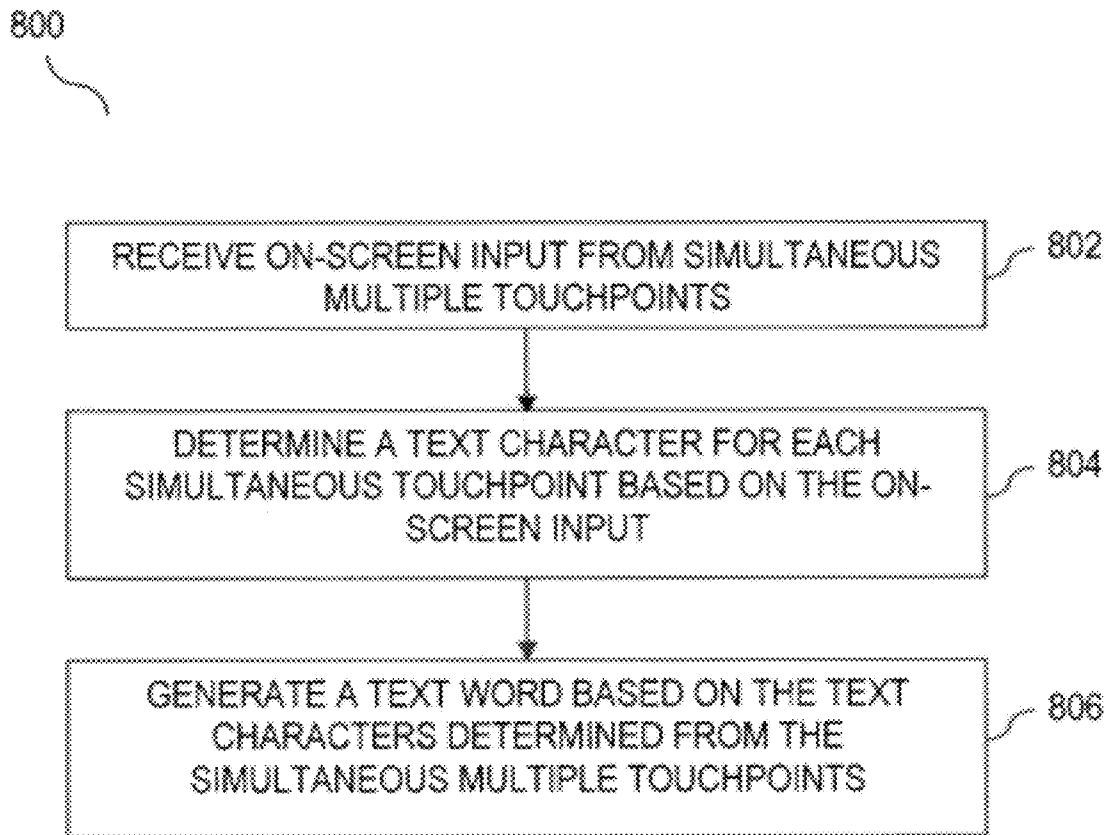 800
RECEIVE ON-SCREEN INPUT FROM SIMULTANEOUS
MULTIPLE TOUCHPOINTS
802
DETERMINE A TEXT CHARACTER FOR EACH
SIMULTANEOUS TOUCHPOINT BASED ON THE ON-
SCREEN INPUT
804
GENERATE A TEXT WORD BASED ON THE TEXT
CHARACTERS DETERMINED FROM THE
SIMULTANEOUS MULTIPLE TOUCHPOINTS
806